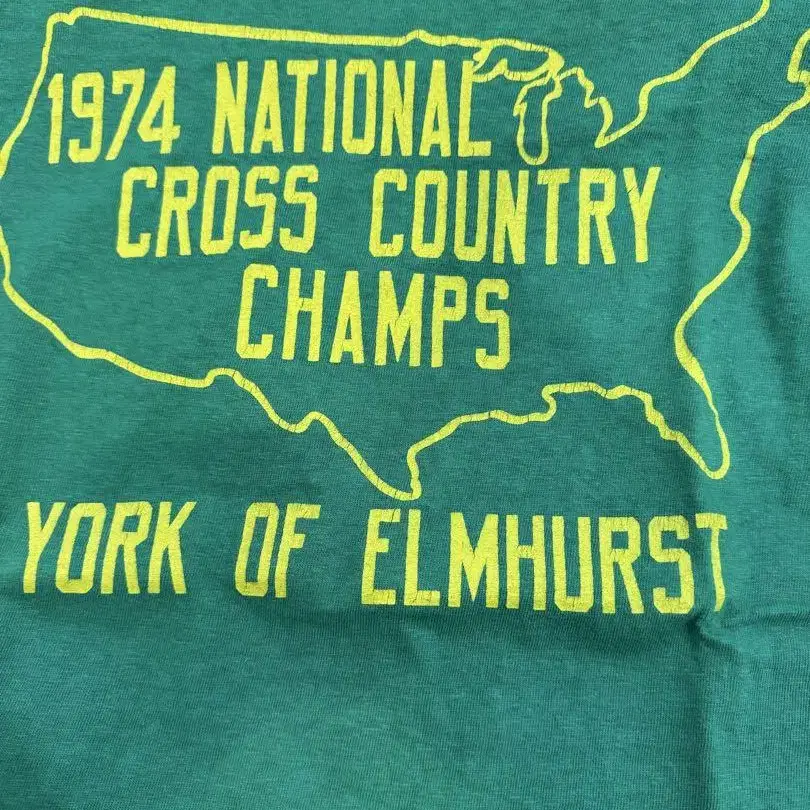 1974 NATIONAL
CROSS COUNTRY
CHAMPS
YORK OF ELMHURST